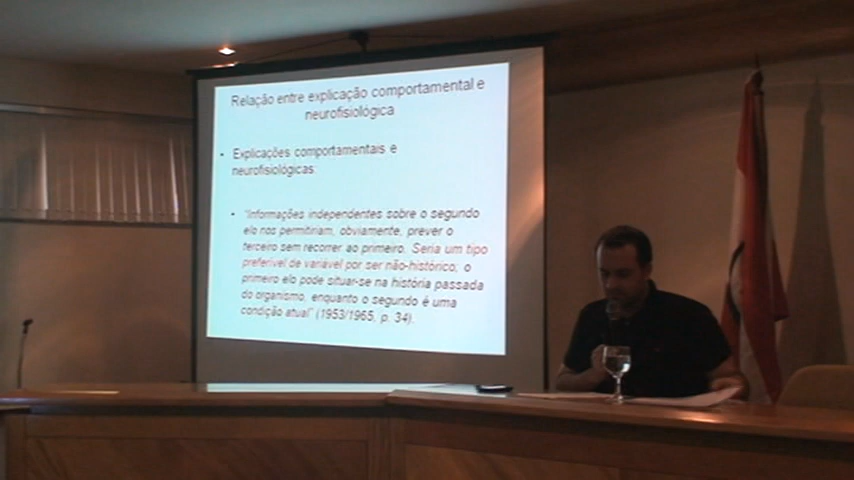 Relação entre explicação comportamental e
neurofisiológica
• Explicações comportamentais e
neurofisiológicas:
• "Informações independentes sobre o segundo
elo nos permitiriam, obviamente, prever o
terceiro sem recorrer ao primeiro. Seria um tipo
preferível de variável por ser não-histórico; o
primeiro elo pode situar-se na história passada
do organismo, enquanto o segundo é uma
condição atual" (1953/1965, p. 34).